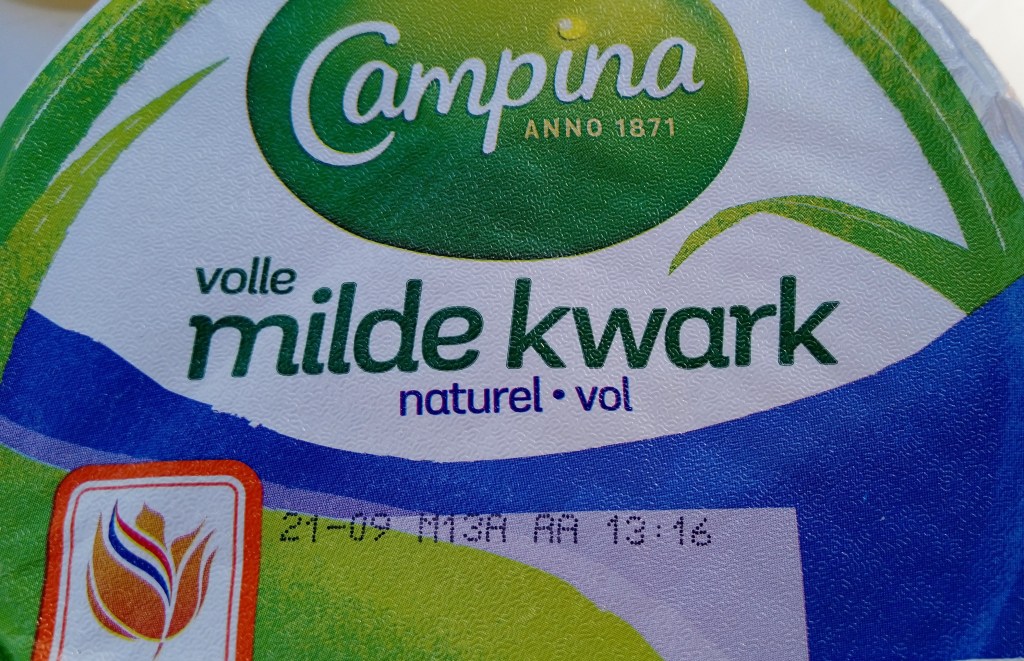 Campina
ANNO 1871
volle
milde kwark
naturel • vol
21-09 M13A AA 13:16